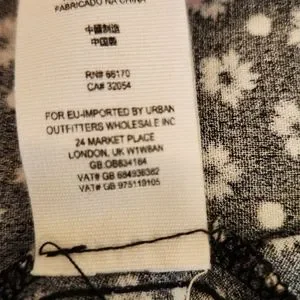 FABRICADO NA CHINA
中國製造
中国製
RN# 66170
CA# 32054
FOR EU-IMPORTED BY URBAN
OUTFITTERS WHOLESALE INC
24 MARKET PLACE
LONDON, UK W1W8AN
GB.OB834164
VAT# GB 684936382
VAT# GB 975119105